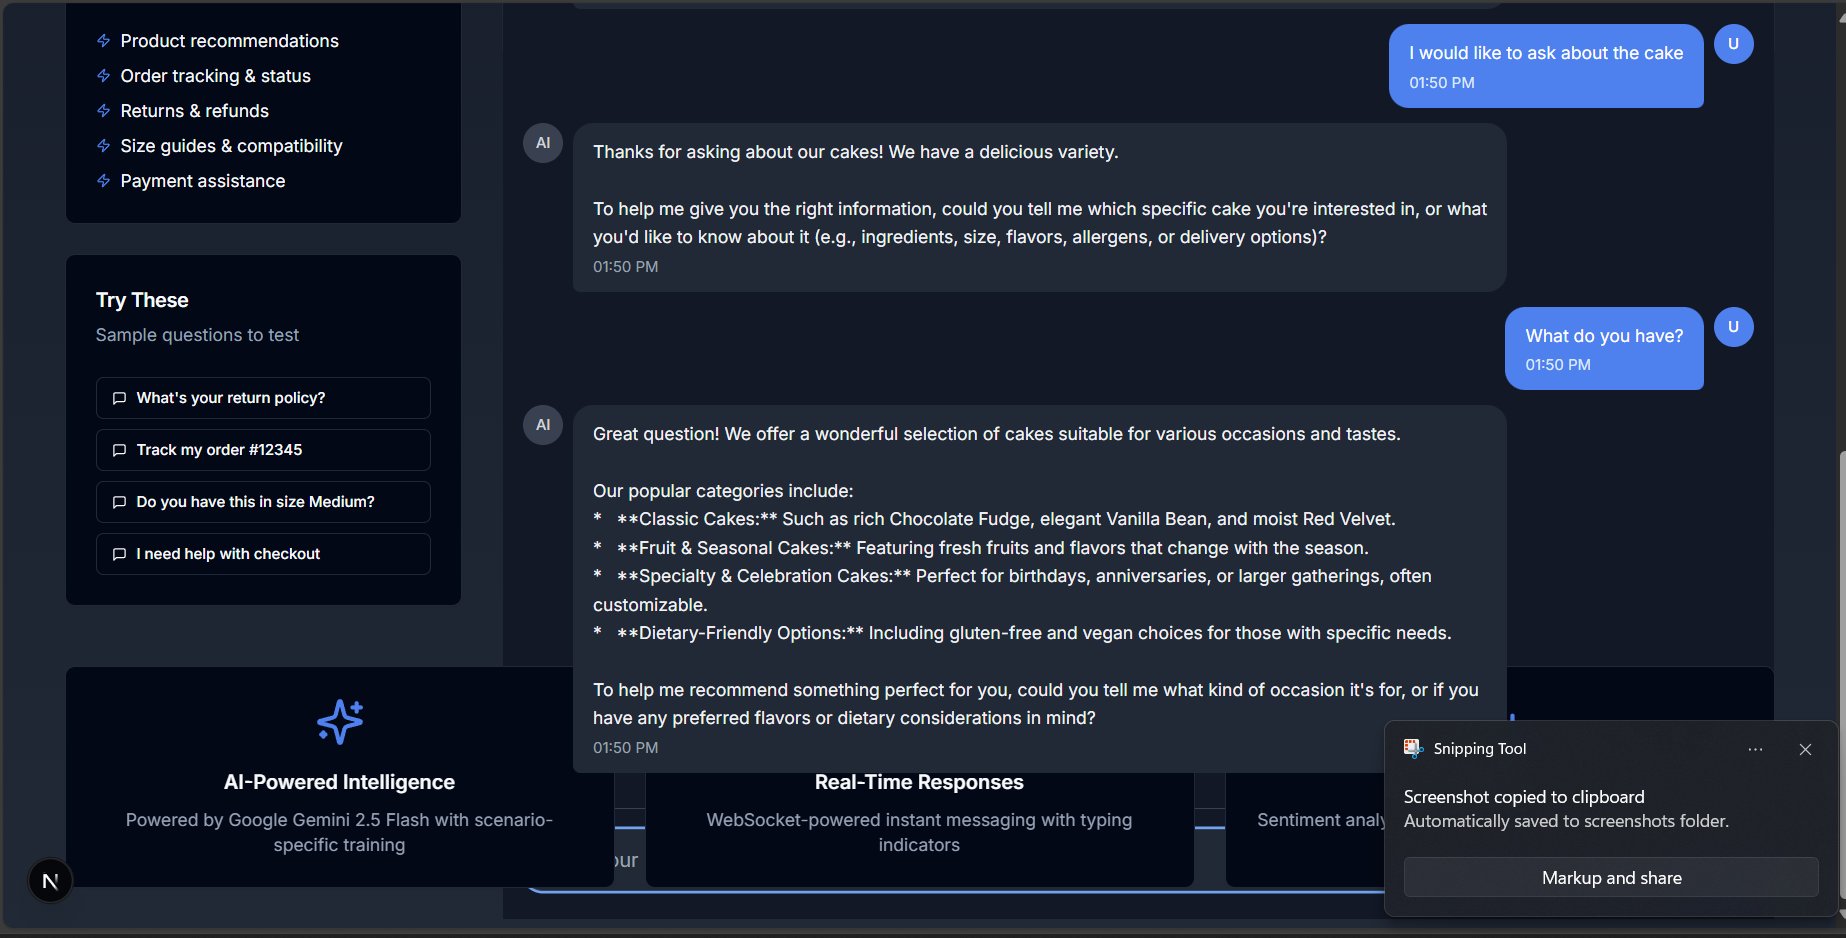 Product recommendations
Order tracking & status
Returns & refunds
Size guides & compatibility
Payment assistance
Try These
Sample questions to test
What's your return policy?
Track my order #12345
Do you have this in size Medium?
I need help with checkout
I would like to ask about the cake
01:50 PM
U
AI
Thanks for asking about our cakes! We have a delicious variety.
To help me give you the right information, could you tell me which specific cake you're interested in, or what
you'd like to know about it (e.g., ingredients, size, flavors, allergens, or delivery options)?
01:50 PM
What do you have?
01:50 PM
U
AI
Great question! We offer a wonderful selection of cakes suitable for various occasions and tastes.
Our popular categories include:
* **Classic Cakes:** Such as rich Chocolate Fudge, elegant Vanilla Bean, and moist Red Velvet.
* **Fruit & Seasonal Cakes:** Featuring fresh fruits and flavors that change with the season.
* **Specialty & Celebration Cakes:** Perfect for birthdays, anniversaries, or larger gatherings, often
customizable.
* **Dietary-Friendly Options:** Including gluten-free and vegan choices for those with specific needs.
To help me recommend something perfect for you, could you tell me what kind of occasion it's for, or if you
have any preferred flavors or dietary considerations in mind?
01:50 PM
AI-Powered Intelligence
Powered by Google Gemini 2.5 Flash with scenario-
specific training
Real-Time Responses
WebSocket-powered instant messaging with typing
indicators
Sentiment
N
Snipping Tool
Screenshot copied to clipboard
Automatically saved to screenshots folder.
Markup and share